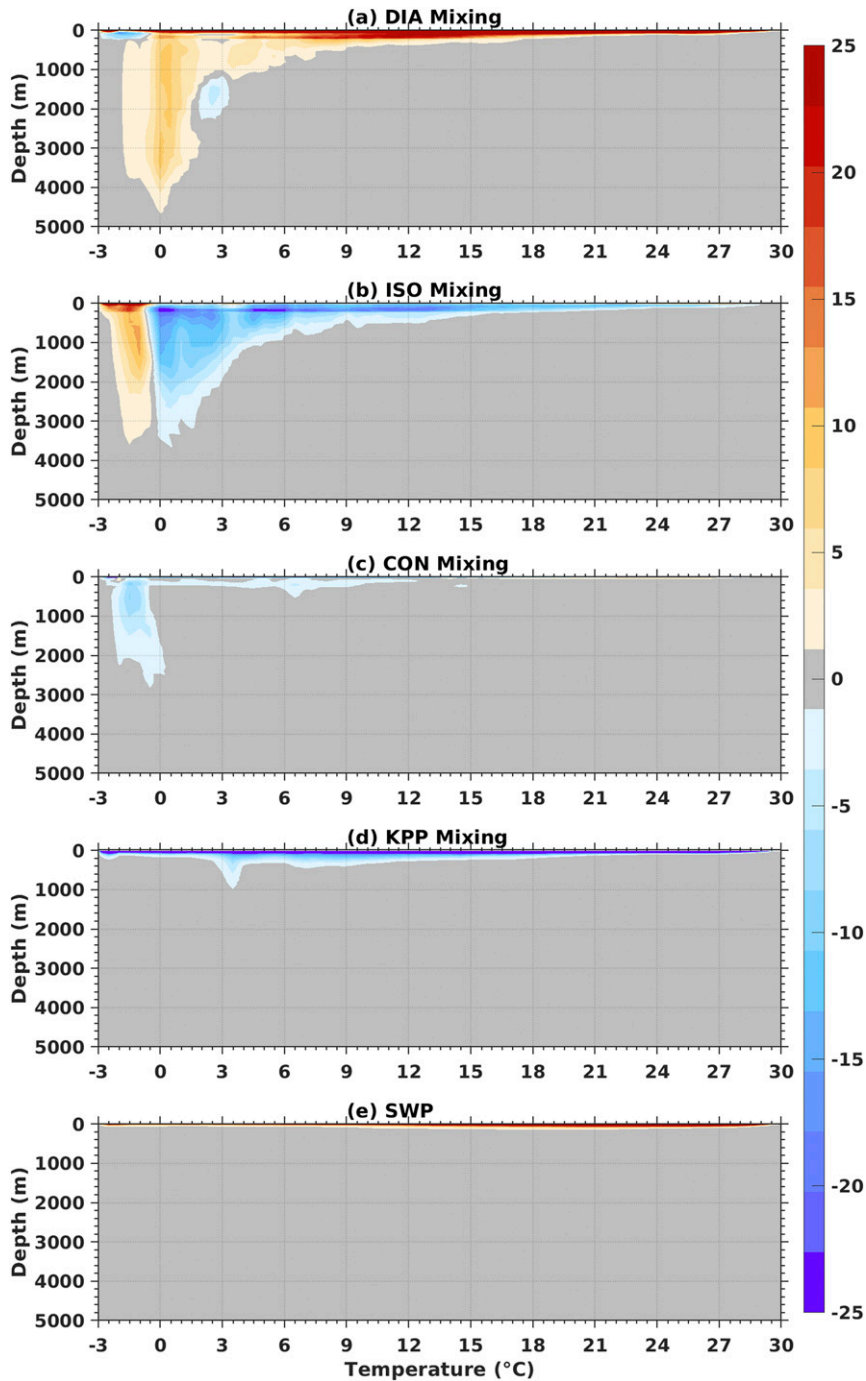 (a) DIA Mixing
Depth (m)
0
1000
2000
3000
4000
5000
-3 0 3 6 9 12 15 18 21 24 27 30
(b) ISO Mixing
Depth (m)
0
1000
2000
3000
4000
5000
-3 0 3 6 9 12 15 18 21 24 27 30
(c) CON Mixing
Depth (m)
0
1000
2000
3000
4000
5000
-3 0 3 6 9 12 15 18 21 24 27 30
(d) KPP Mixing
Depth (m)
0
1000
2000
3000
4000
5000
-3 0 3 6 9 12 15 18 21 24 27 30
(e) SWP
Depth (m)
0
1000
2000
3000
4000
5000
-3 0 3 6 9 12 15 18 21 24 27 30
Temperature (°C)
25
20
15
10
5
0
-5
-10
-15
-20
-25